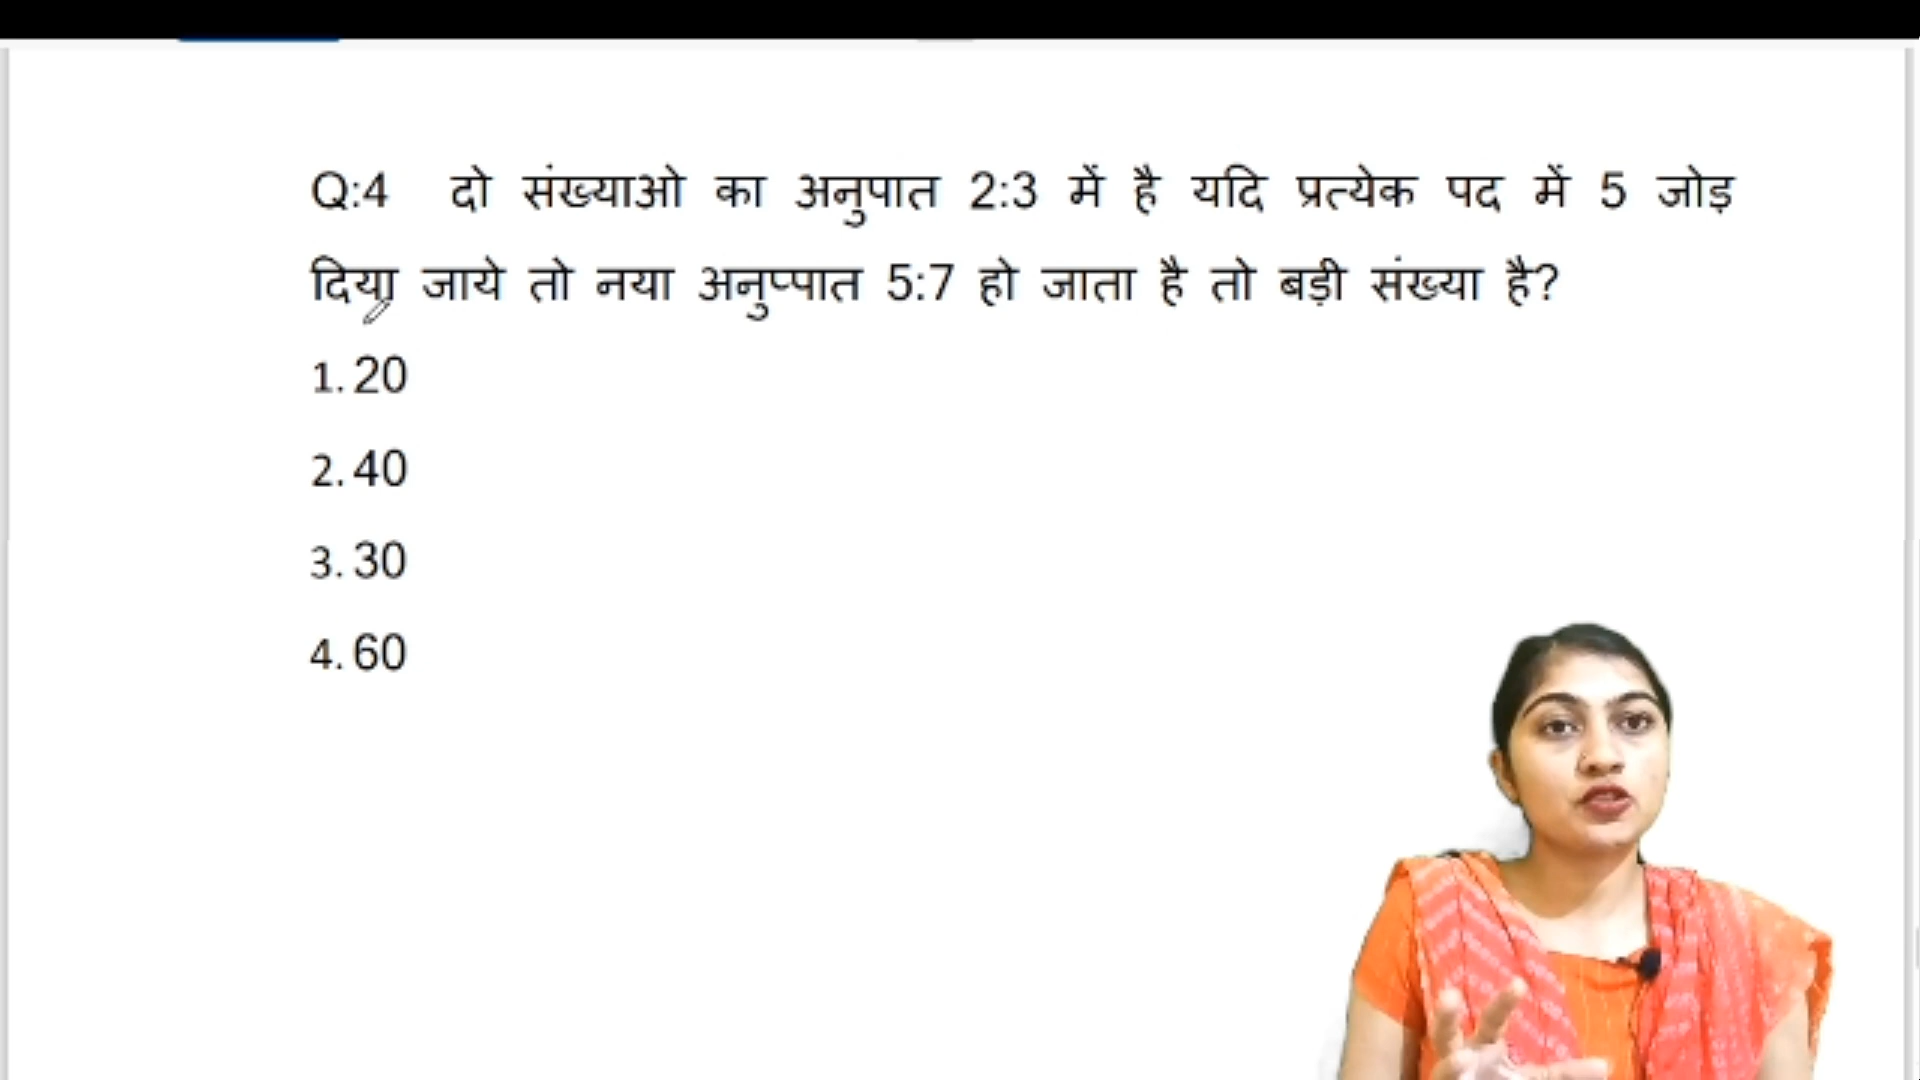 Q:4 दो संख्याओ का अनुपात 2:3 में है यदि प्रत्येक पद में 5 जोड़
दिया जाये तो नया अनुप्पात 5:7 हो जाता है तो बड़ी संख्या है?
1. 20
2. 40
3. 30
4. 60